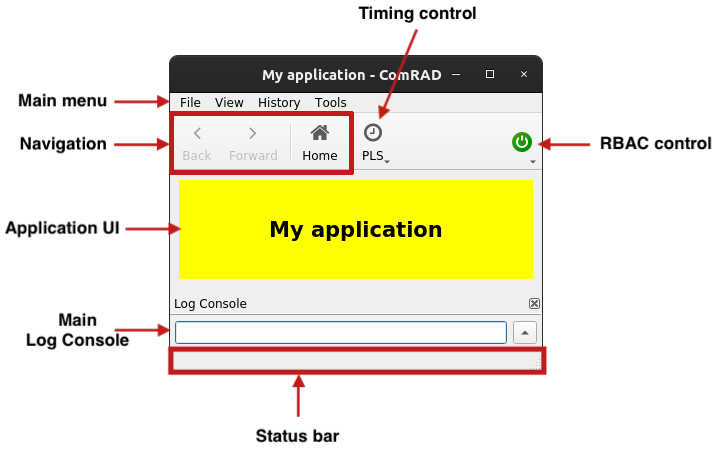 Timing control
My application - ComRAD
Main menu
File View History Tools
Navigation
Back Forward Home PLS
RBAC control
Application UI
My application
Log Console
Main
Log Console
Status bar